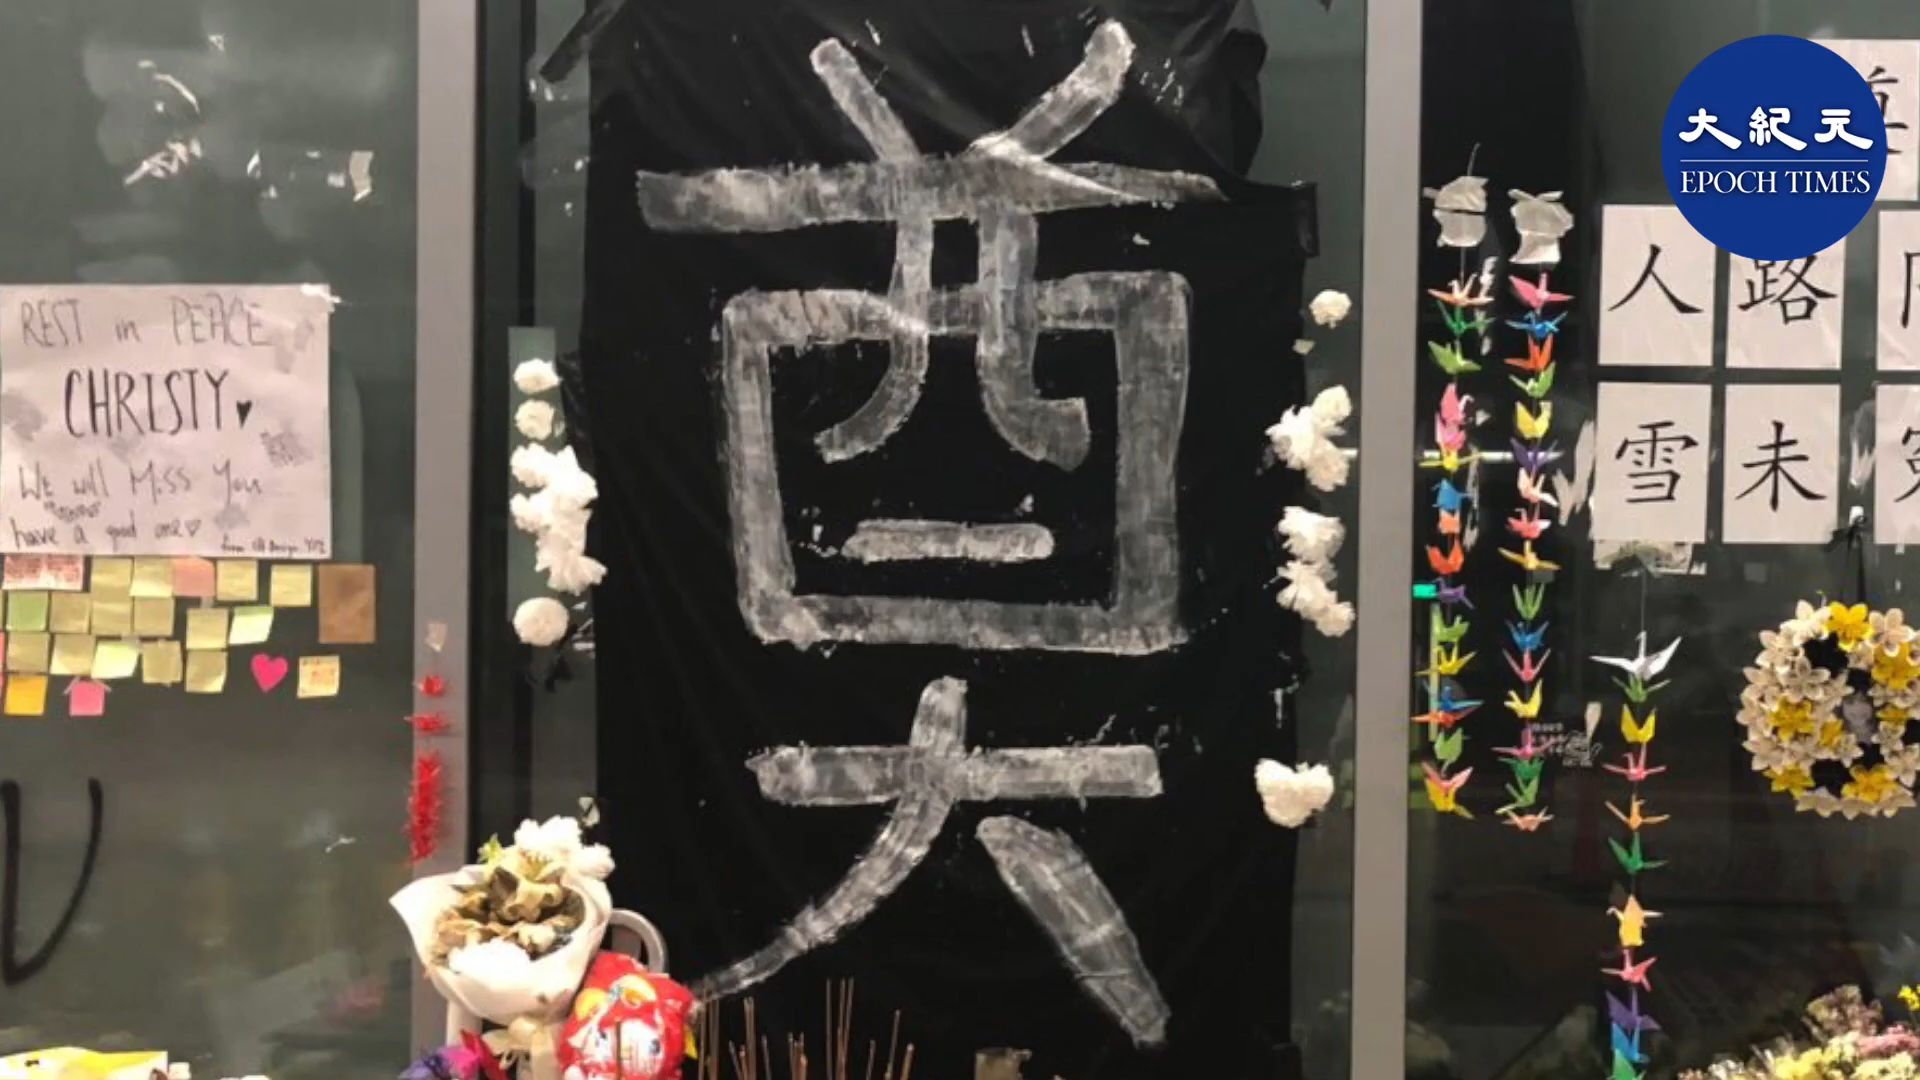 REST in PEACE
CHRISTY
We will Miss You
have a good one
奠
大紀元
EPOCH TIMES
人路
雪未